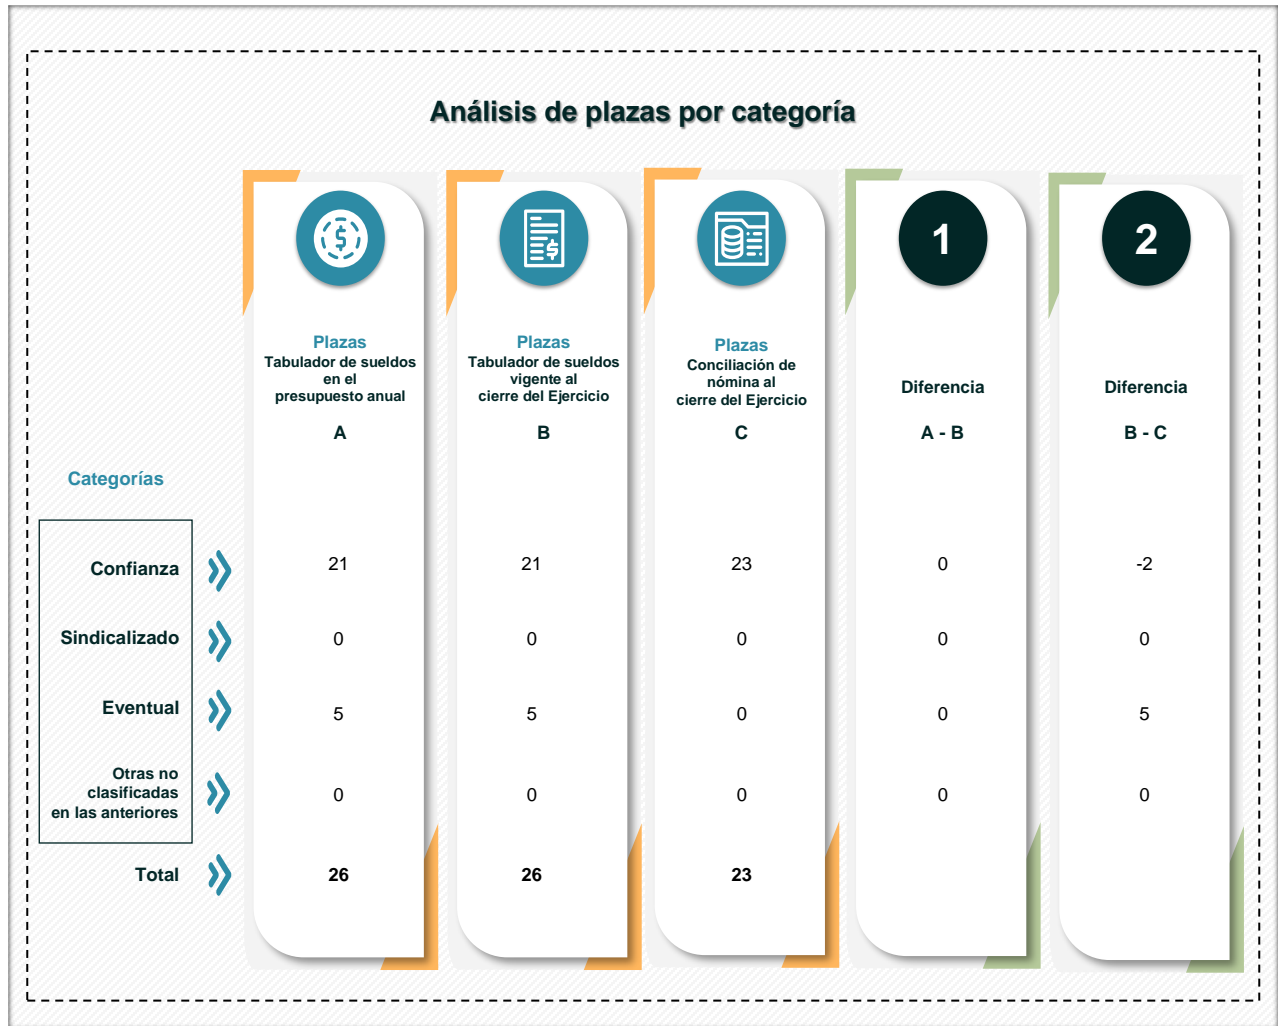 Análisis de plazas por categoría
1
2
Plazas
Tabulador de sueldos
en el
presupuesto anual
A
Plazas
Tabulador de sueldos
vigente al
cierre del Ejercicio
B
Plazas
Conciliación de
nómina al
cierre del Ejercicio
C
Diferencia
A - B
Diferencia
B - C
Categorías
Confianza 21 21 23 0 -2
Sindicalizado 0 0 0 0 0
Eventual 5 5 0 0 5
Otras no
clasificadas
en las anteriores 0 0 0 0 0
Total 26 26 23